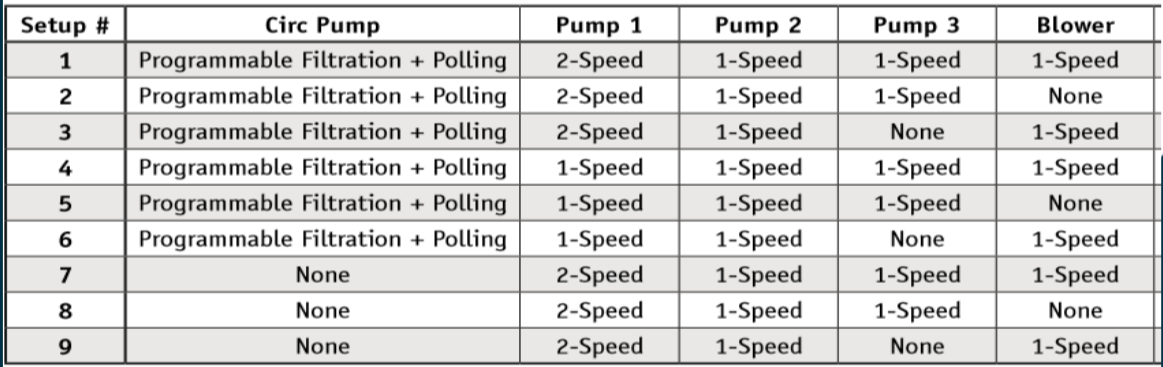 Setup # Circ Pump Pump 1 Pump 2 Pump 3 Blower
1 Programmable Filtration + Polling 2-Speed 1-Speed 1-Speed 1-Speed
2 Programmable Filtration + Polling 2-Speed 1-Speed 1-Speed None
3 Programmable Filtration + Polling 2-Speed 1-Speed None 1-Speed
4 Programmable Filtration + Polling 1-Speed 1-Speed 1-Speed 1-Speed
5 Programmable Filtration + Polling 1-Speed 1-Speed 1-Speed None
6 Programmable Filtration + Polling 1-Speed 1-Speed None 1-Speed
7 None 2-Speed 1-Speed 1-Speed 1-Speed
8 None 2-Speed 1-Speed 1-Speed None
9 None 2-Speed 1-Speed None 1-Speed